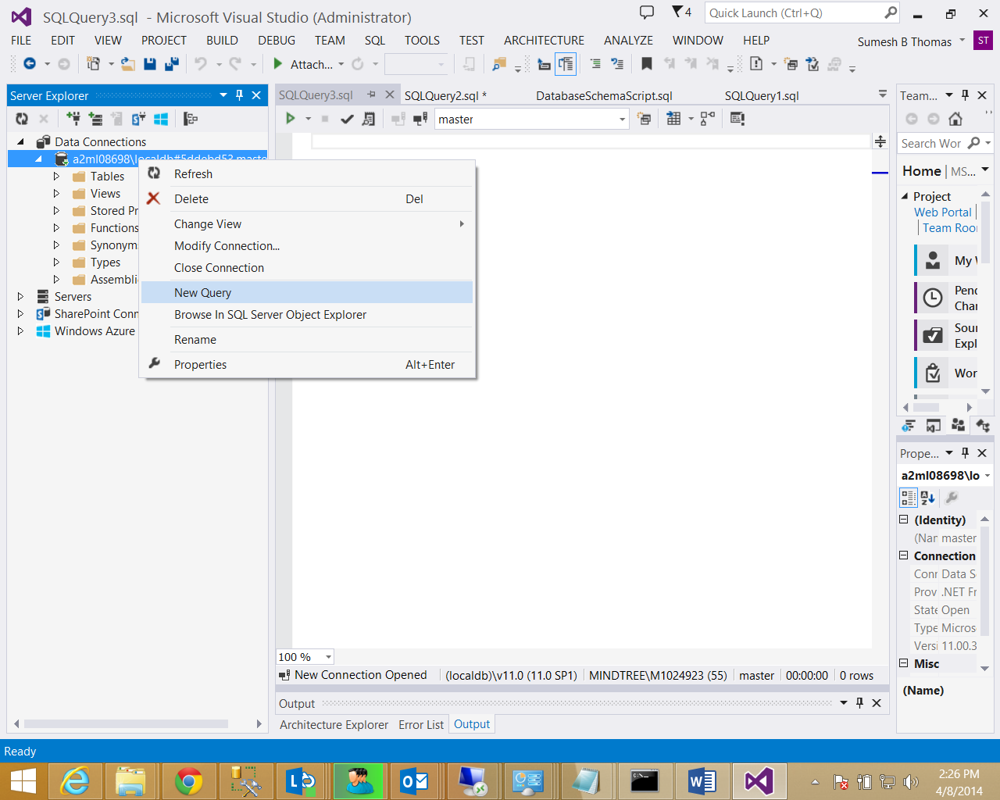 SQLQuery3.sql - Microsoft Visual Studio (Administrator)
4
Quick Launch (Ctrl+Q)
FILE EDIT VIEW PROJECT BUILD DEBUG TEAM SQL TOOLS TEST ARCHITECTURE ANALYZE WINDOW HELP
Sumesh B Thomas ST
Attach...
Server Explorer
SQLQuery3.sql SQLQuery2.sql * DatabaseSchemaScript.sql SQLQuery1.sql
master
Data Connections
Tables
Views
Stored Pr
Functions
Synonym
Types
Assembli
Servers
SharePoint Conn
Windows Azure
Refresh
Delete Del
Change View
Modify Connection...
Close Connection
New Query
Browse In SQL Server Object Explorer
Rename
Properties Alt+Enter
100 %
New Connection Opened (localdb)\v11.0 (11.0 SP1) MINDTREE\M1024923 (55) master 00:00:00 0 rows
Output
Architecture Explorer Error List Output
Team...
Search Wor
Home | MS...
Project
Web Portal
Team Roo
My
Pend
Char
Sour
Expl
Wor
Prope...
a2ml08698\lo
(Identity)
(Nar master
Connection
Conr Data S
Prov .NET Fr
State Open
Type Micros
Versi 11.00.3
Misc
(Name)
Ready
2:26 PM
4/8/2014